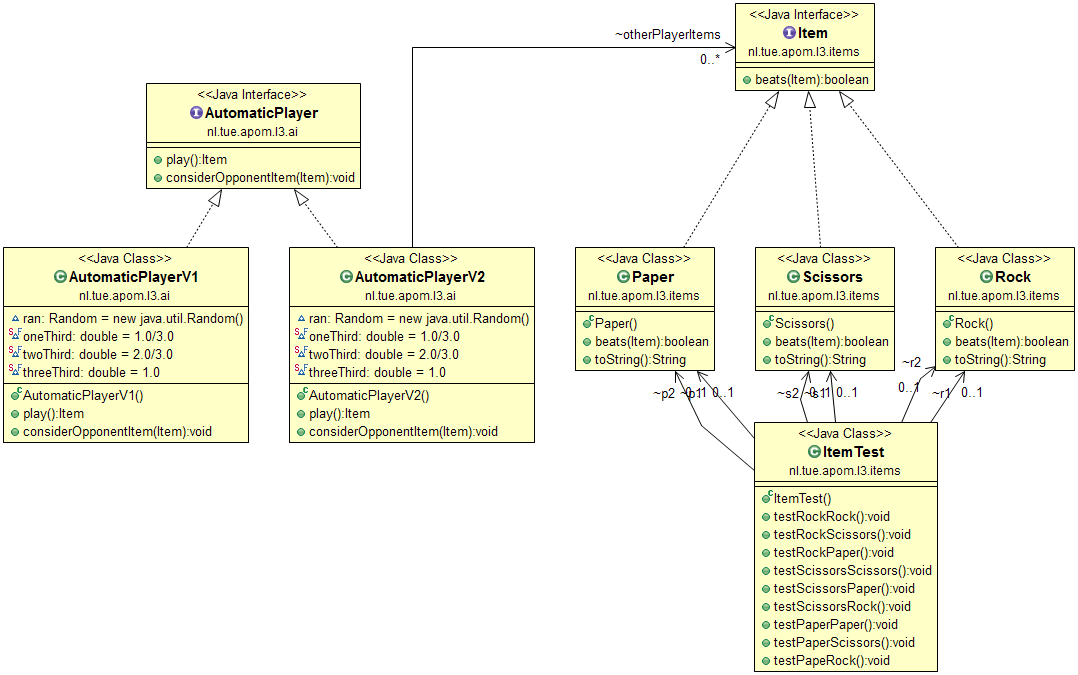 <<Java Interface>>
Item
nl.tue.apom.l3.items
beats(Item):boolean
~otherPlayerItems
0..*
<<Java Interface>>
AutomaticPlayer
nl.tue.apom.l3.ai
play():Item
considerOpponentItem(Item):void
<<Java Class>>
AutomaticPlayerV1
nl.tue.apom.l3.ai
ran: Random = new java.util.Random()
oneThird: double = 1.0/3.0
twoThird: double = 2.0/3.0
threeThird: double = 1.0
AutomaticPlayerV1()
play():Item
considerOpponentItem(Item):void
<<Java Class>>
AutomaticPlayerV2
nl.tue.apom.l3.ai
ran: Random = new java.util.Random()
oneThird: double = 1.0/3.0
twoThird: double = 2.0/3.0
threeThird: double = 1.0
AutomaticPlayerV2()
play():Item
considerOpponentItem(Item):void
<<Java Class>>
Paper
nl.tue.apom.l3.items
Paper()
beats(Item):boolean
toString():String
<<Java Class>>
Scissors
nl.tue.apom.l3.items
Scissors()
beats(Item):boolean
toString():String
<<Java Class>>
Rock
nl.tue.apom.l3.items
Rock()
beats(Item):boolean
toString():String
~p2
0..1
~p1
0..1
~s2
0..1
~s1
0..1
~r2
0..1
~r1
0..1
<<Java Class>>
ItemTest
nl.tue.apom.l3.items
ItemTest()
testRockRock():void
testRockScissors():void
testRockPaper():void
testScissorsScissors():void
testScissorsPaper():void
testScissorsRock():void
testPaperPaper():void
testPaperScissors():void
testPapeRock():void